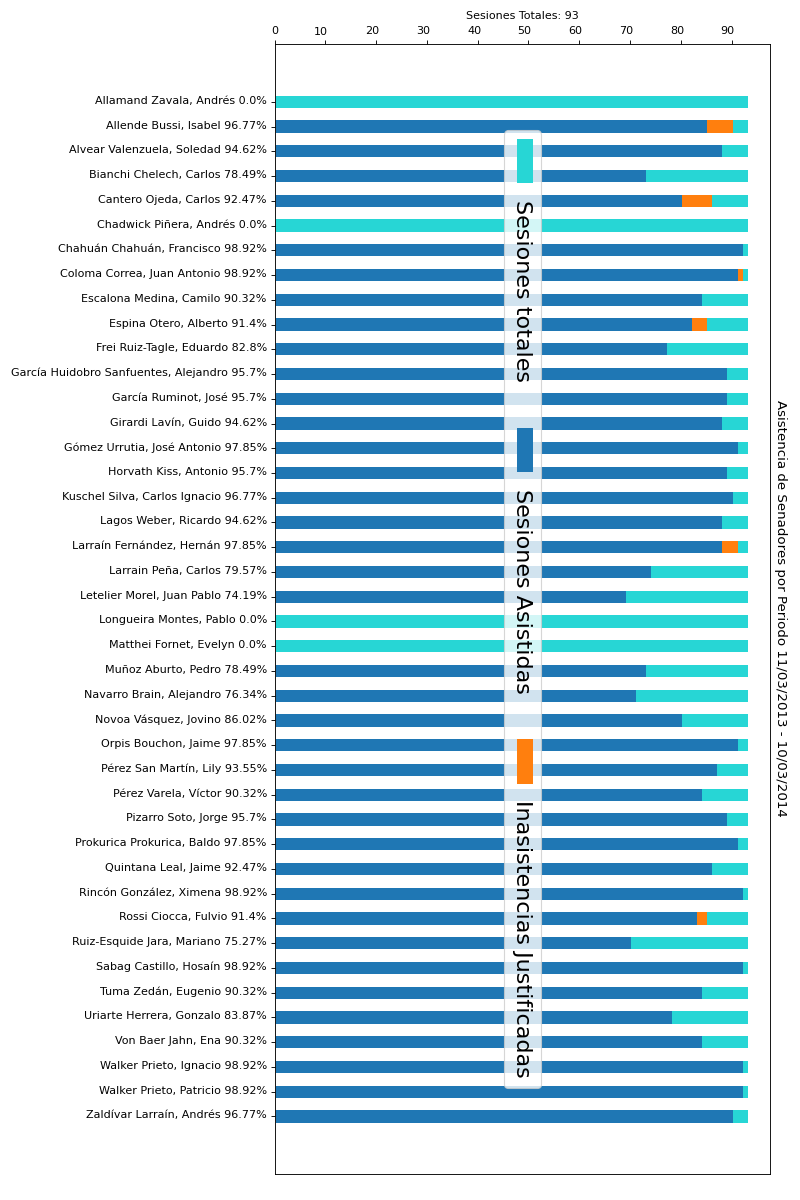 Sesiones Totales: 93
0 10 20 30 40 50 60 70 80 90
Allamand Zavala, Andrés 0.0%
Allende Bussi, Isabel 96.77%
Alvear Valenzuela, Soledad 94.62%
Bianchi Chelech, Carlos 78.49%
Cantero Ojeda, Carlos 92.47%
Chadwick Piñera, Andrés 0.0%
Chahuán Chahuán, Francisco 98.92%
Coloma Correa, Juan Antonio 98.92%
Escalona Medina, Camilo 90.32%
Espina Otero, Alberto 91.4%
Frei Ruiz-Tagle, Eduardo 82.8%
García Huidobro Sanfuentes, Alejandro 95.7%
García Ruminot, José 95.7%
Girardi Lavín, Guido 94.62%
Gómez Urrutia, José Antonio 97.85%
Horvath Kiss, Antonio 95.7%
Kuschel Silva, Carlos Ignacio 96.77%
Lagos Weber, Ricardo 94.62%
Larraín Fernández, Hernán 97.85%
Larrain Peña, Carlos 79.57%
Letelier Morel, Juan Pablo 74.19%
Longueira Montes, Pablo 0.0%
Matthei Fornet, Evelyn 0.0%
Muñoz Aburto, Pedro 78.49%
Navarro Brain, Alejandro 76.34%
Novoa Vásquez, Jovino 86.02%
Orpis Bouchon, Jaime 97.85%
Pérez San Martín, Lily 93.55%
Pérez Varela, Víctor 90.32%
Pizarro Soto, Jorge 95.7%
Prokurica Prokurica, Baldo 97.85%
Quintana Leal, Jaime 92.47%
Rincón González, Ximena 98.92%
Rossi Ciocca, Fulvio 91.4%
Ruiz-Esquide Jara, Mariano 75.27%
Sabag Castillo, Hosaín 98.92%
Tuma Zedán, Eugenio 90.32%
Uriarte Herrera, Gonzalo 83.87%
Von Baer Jahn, Ena 90.32%
Walker Prieto, Ignacio 98.92%
Walker Prieto, Patricio 98.92%
Zaldívar Larraín, Andrés 96.77%
Sesiones totales
Sesiones Asistidas
Inasistencias Justificadas
Asistencia de Senadores por Periodo 11/03/2013 - 10/03/2014